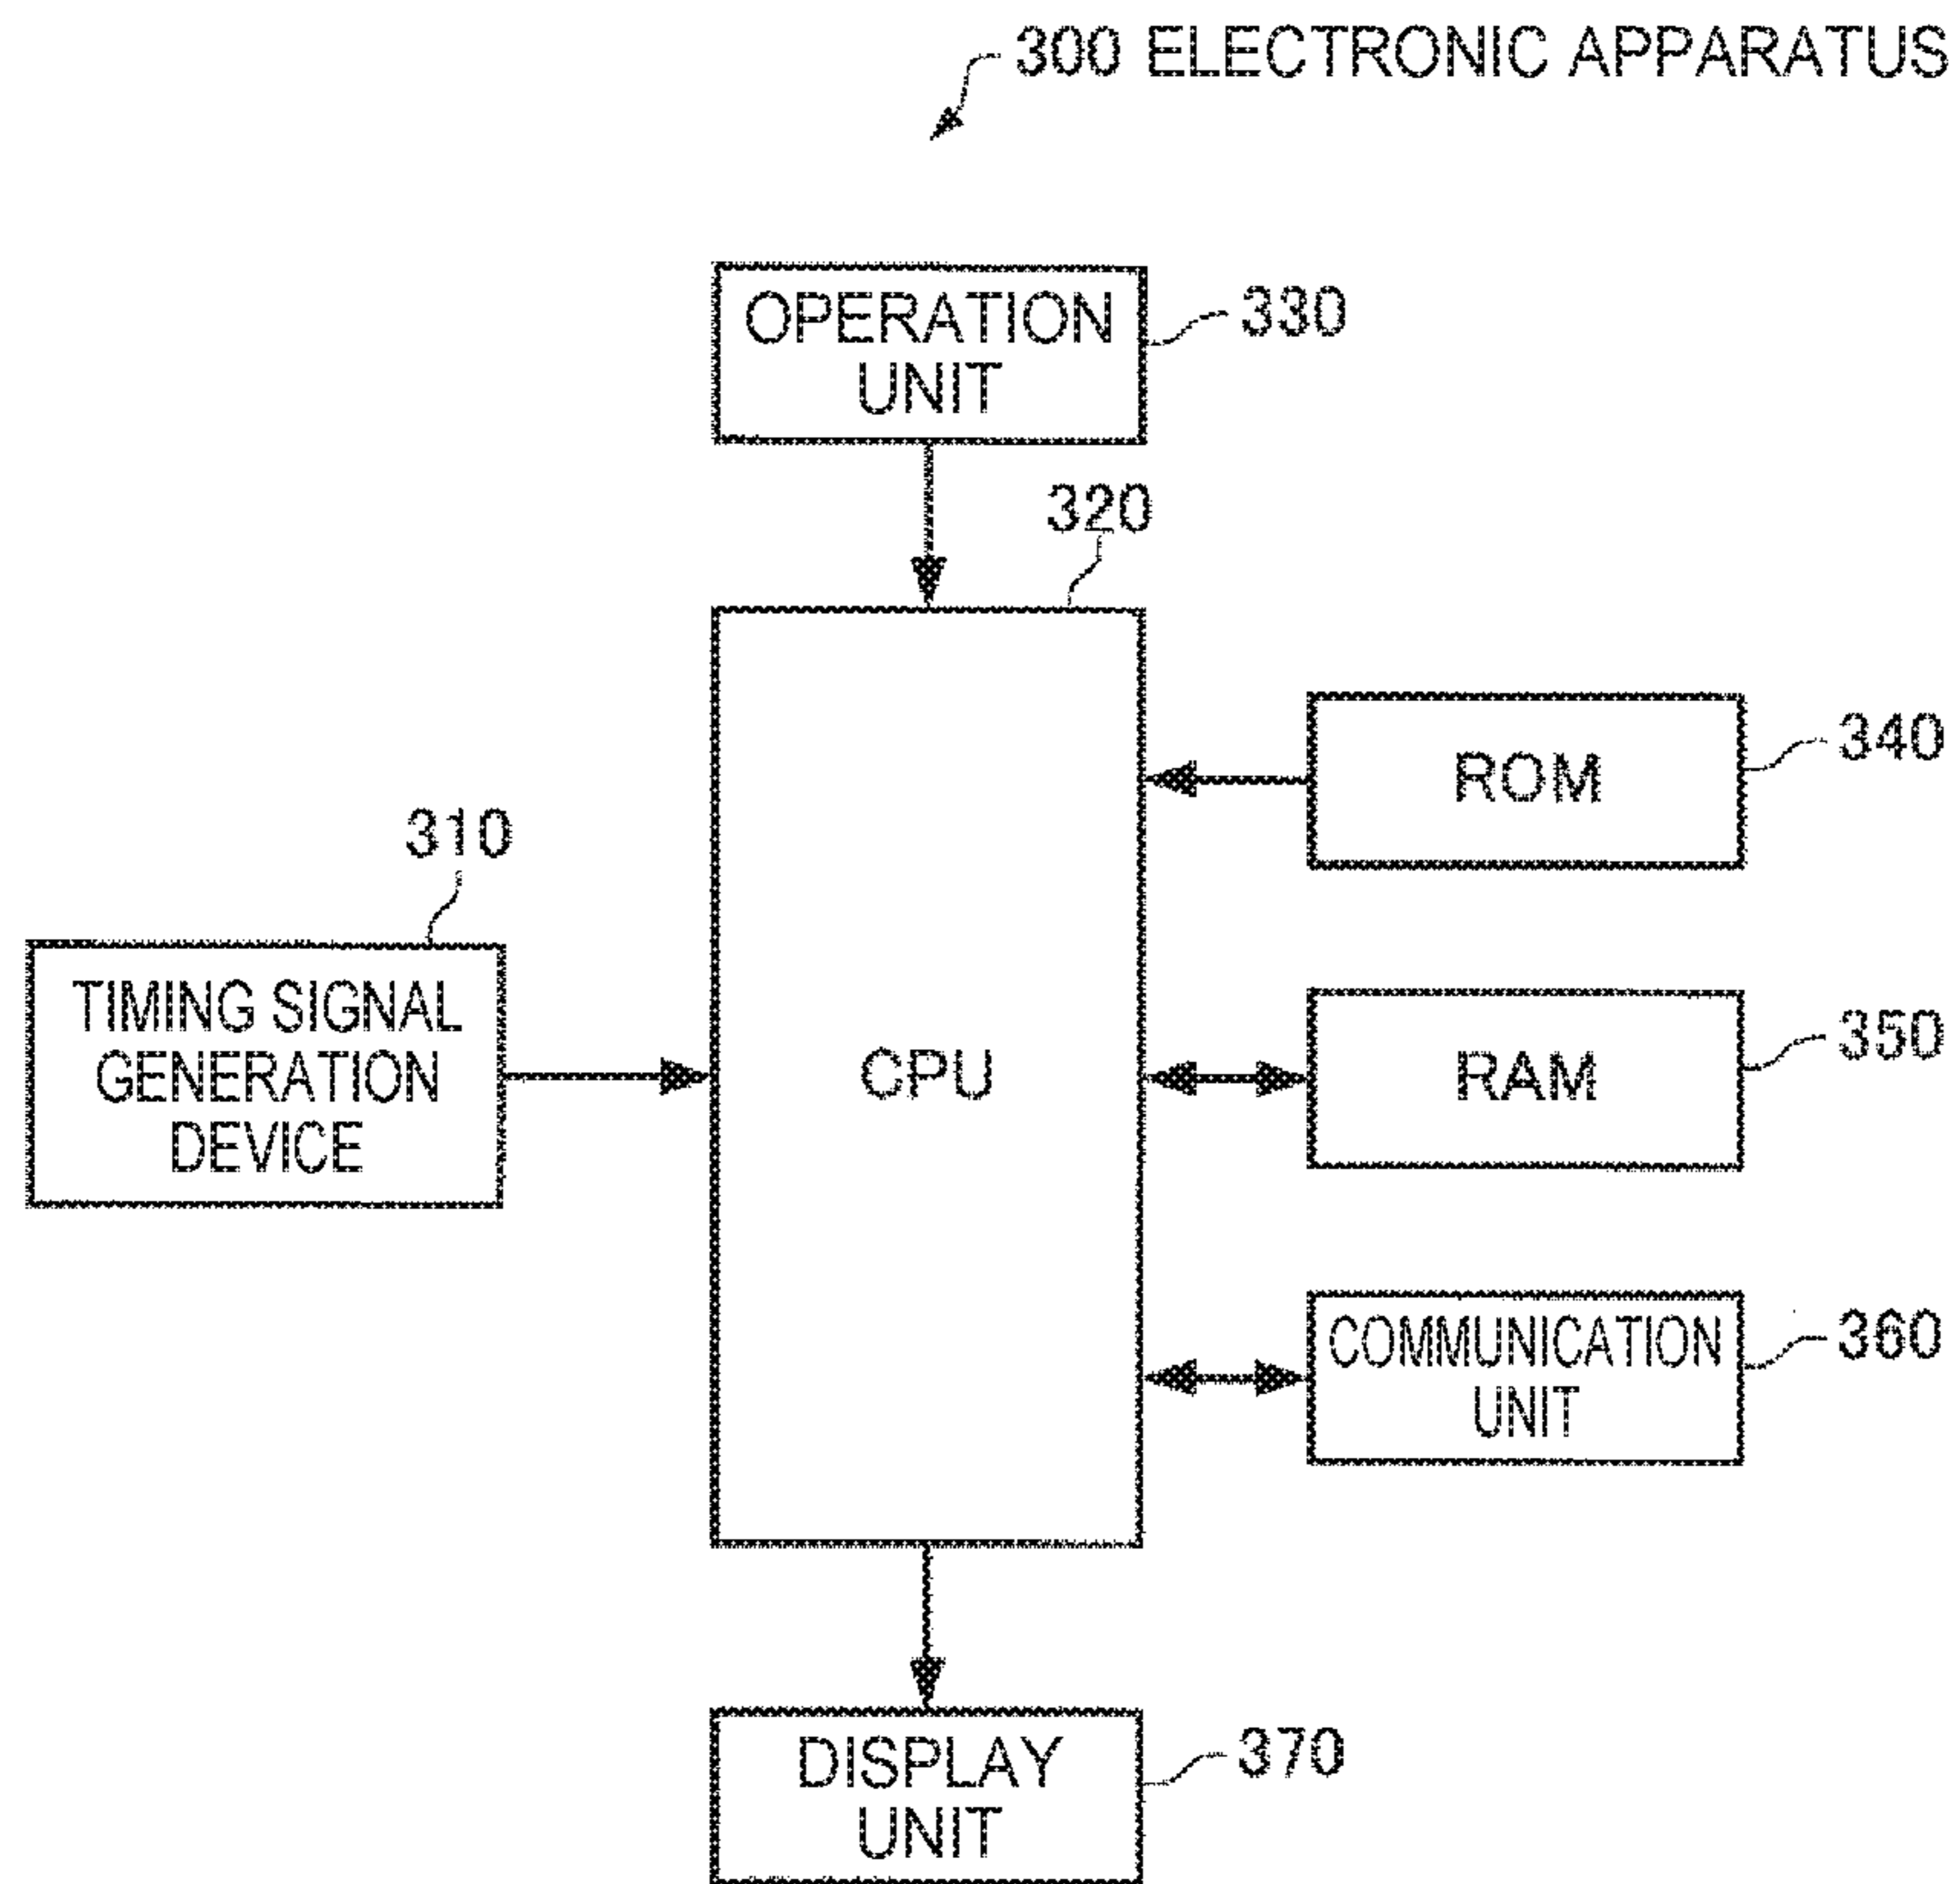 300 ELECTRONIC APPARATUS
OPERATION
UNIT
330
320
ROM
340
310
TIMING SIGNAL
GENERATION
DEVICE
CPU
RAM
350
COMMUNICATION
UNIT
360
DISPLAY
UNIT
370